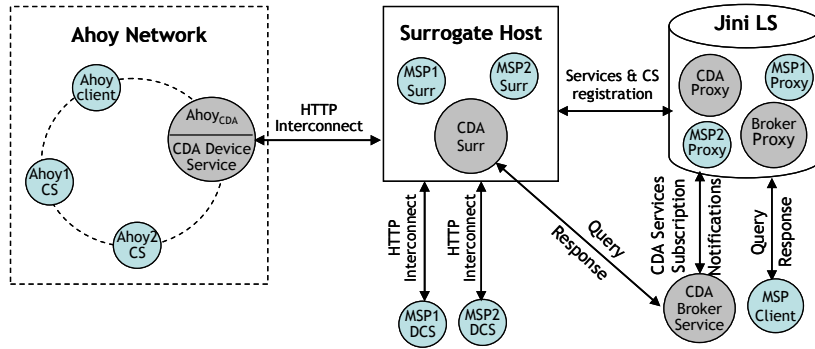 Ahoy Network
Ahoy
client
Ahoy1
CS
Ahoy2
CS
AhoyCDA
CDA Device
Service
HTTP
Interconnect
Surrogate Host
MSP1
Surr
MSP2
Surr
CDA
Surr
Services & CS
registration
Jini LS
CDA
Proxy
MSP1
Proxy
MSP2
Proxy
Broker
Proxy
HTTP
Interconnect
HTTP
Interconnect
MSP1
DCS
MSP2
DCS
Query
Response
CDA Services
Subscription
Notifications
Query
Response
CDA
Broker
Service
MSP
Client